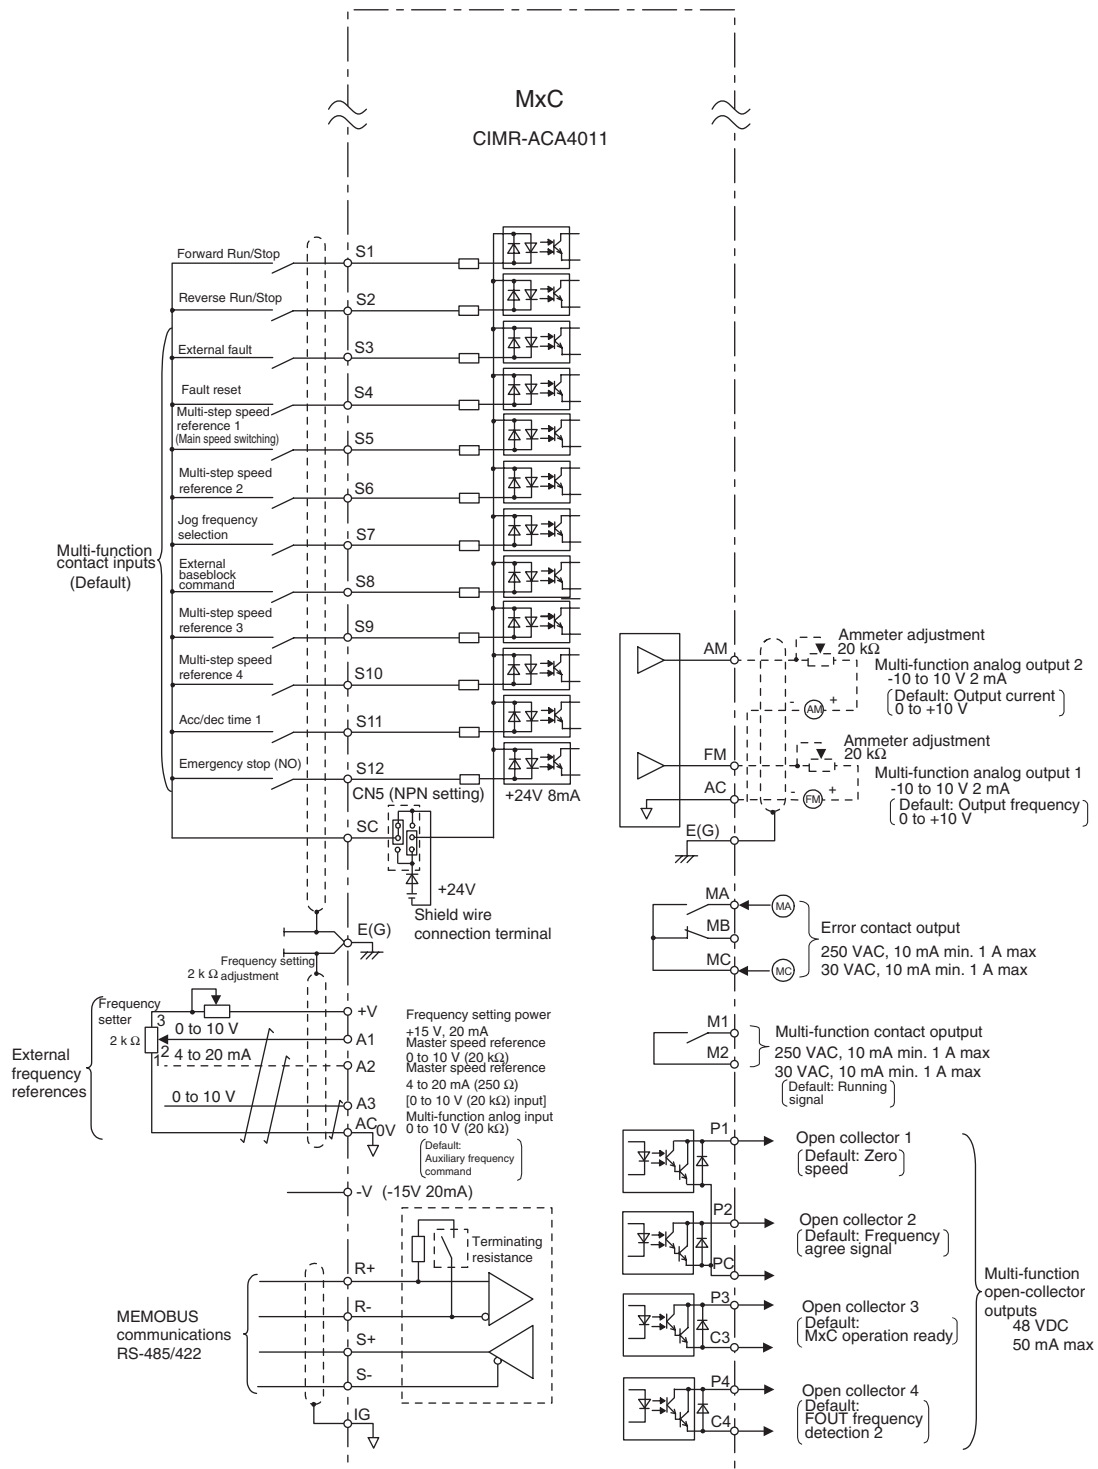 MxC
CIMR-ACA4011
Forward Run/Stop
S1
Reverse Run/Stop
S2
External fault
S3
Fault reset
S4
Multi-step speed
reference 1
(Main speed switching)
S5
Multi-step speed
reference 2
S6
Jog frequency
selection
S7
Multi-function
contact inputs
(Default)
External
baseblock
command
S8
Multi-step speed
reference 3
S9
Multi-step speed
reference 4
S10
Acc/dec time 1
S11
Emergency stop (NO)
S12
CN5 (NPN setting)
+24V 8mA
SC
+24V
Shield wire
connection terminal
E(G)
Frequency setting
adjustment
2 k Ω
Frequency
setter
3
2 k Ω
2
1
0 to 10 V
4 to 20 mA
0 to 10 V
External
frequency
references
+V
A1
A2
A3
AC
0V
Frequency setting power
+15 V, 20 mA
Master speed reference
0 to 10 V (20 kΩ)
Master speed reference
4 to 20 mA (250 Ω)
[0 to 10 V (20 kΩ) input]
Multi-function anlog input
0 to 10 V (20 kΩ)
Default:
Auxiliary frequency
command
-V (-15V 20mA)
Terminating
resistance
MEMOBUS
communications
RS-485/422
R+
R-
S+
S-
IG
AM
Ammeter adjustment
20 kΩ
Multi-function analog output 2
-10 to 10 V 2 mA
Default: Output current
0 to +10 V
- AM +
FM
Ammeter adjustment
20 kΩ
Multi-function analog output 1
-10 to 10 V 2 mA
Default: Output frequency
0 to +10 V
AC
- FM +
E(G)
MA
MA
MB
MC
MC
Error contact output
250 VAC, 10 mA min. 1 A max
30 VAC, 10 mA min. 1 A max
M1
M2
Multi-function contact oputput
250 VAC, 10 mA min. 1 A max
30 VAC, 10 mA min. 1 A max
Default: Running
signal
P1
Open collector 1
Default: Zero
speed
P2
Open collector 2
Default: Frequency
agree signal
PC
P3
Open collector 3
Default:
MxC operation ready
C3
P4
Open collector 4
Default:
FOUT frequency
detection 2
C4
Multi-function
open-collector
outputs
48 VDC
50 mA max